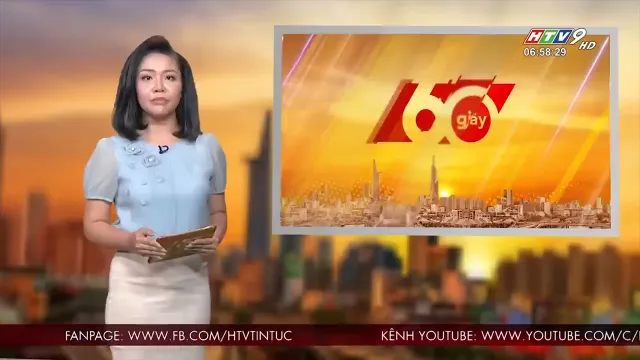 HTV9 HD
06:58:29
60 giây
FANPAGE: WWW.FB.COM/HTVTINTUC
KÊNH YOUTUBE: WWW.YOUTUBE.COM/C/